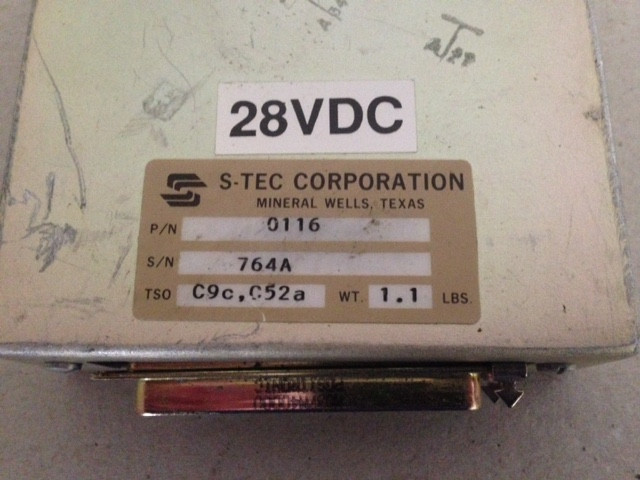 28VDC
S-TEC CORPORATION
MINERAL WELLS, TEXAS
P/N 0116
S/N 764A
TSO C9c,C52a WT. 1.1 LBS.